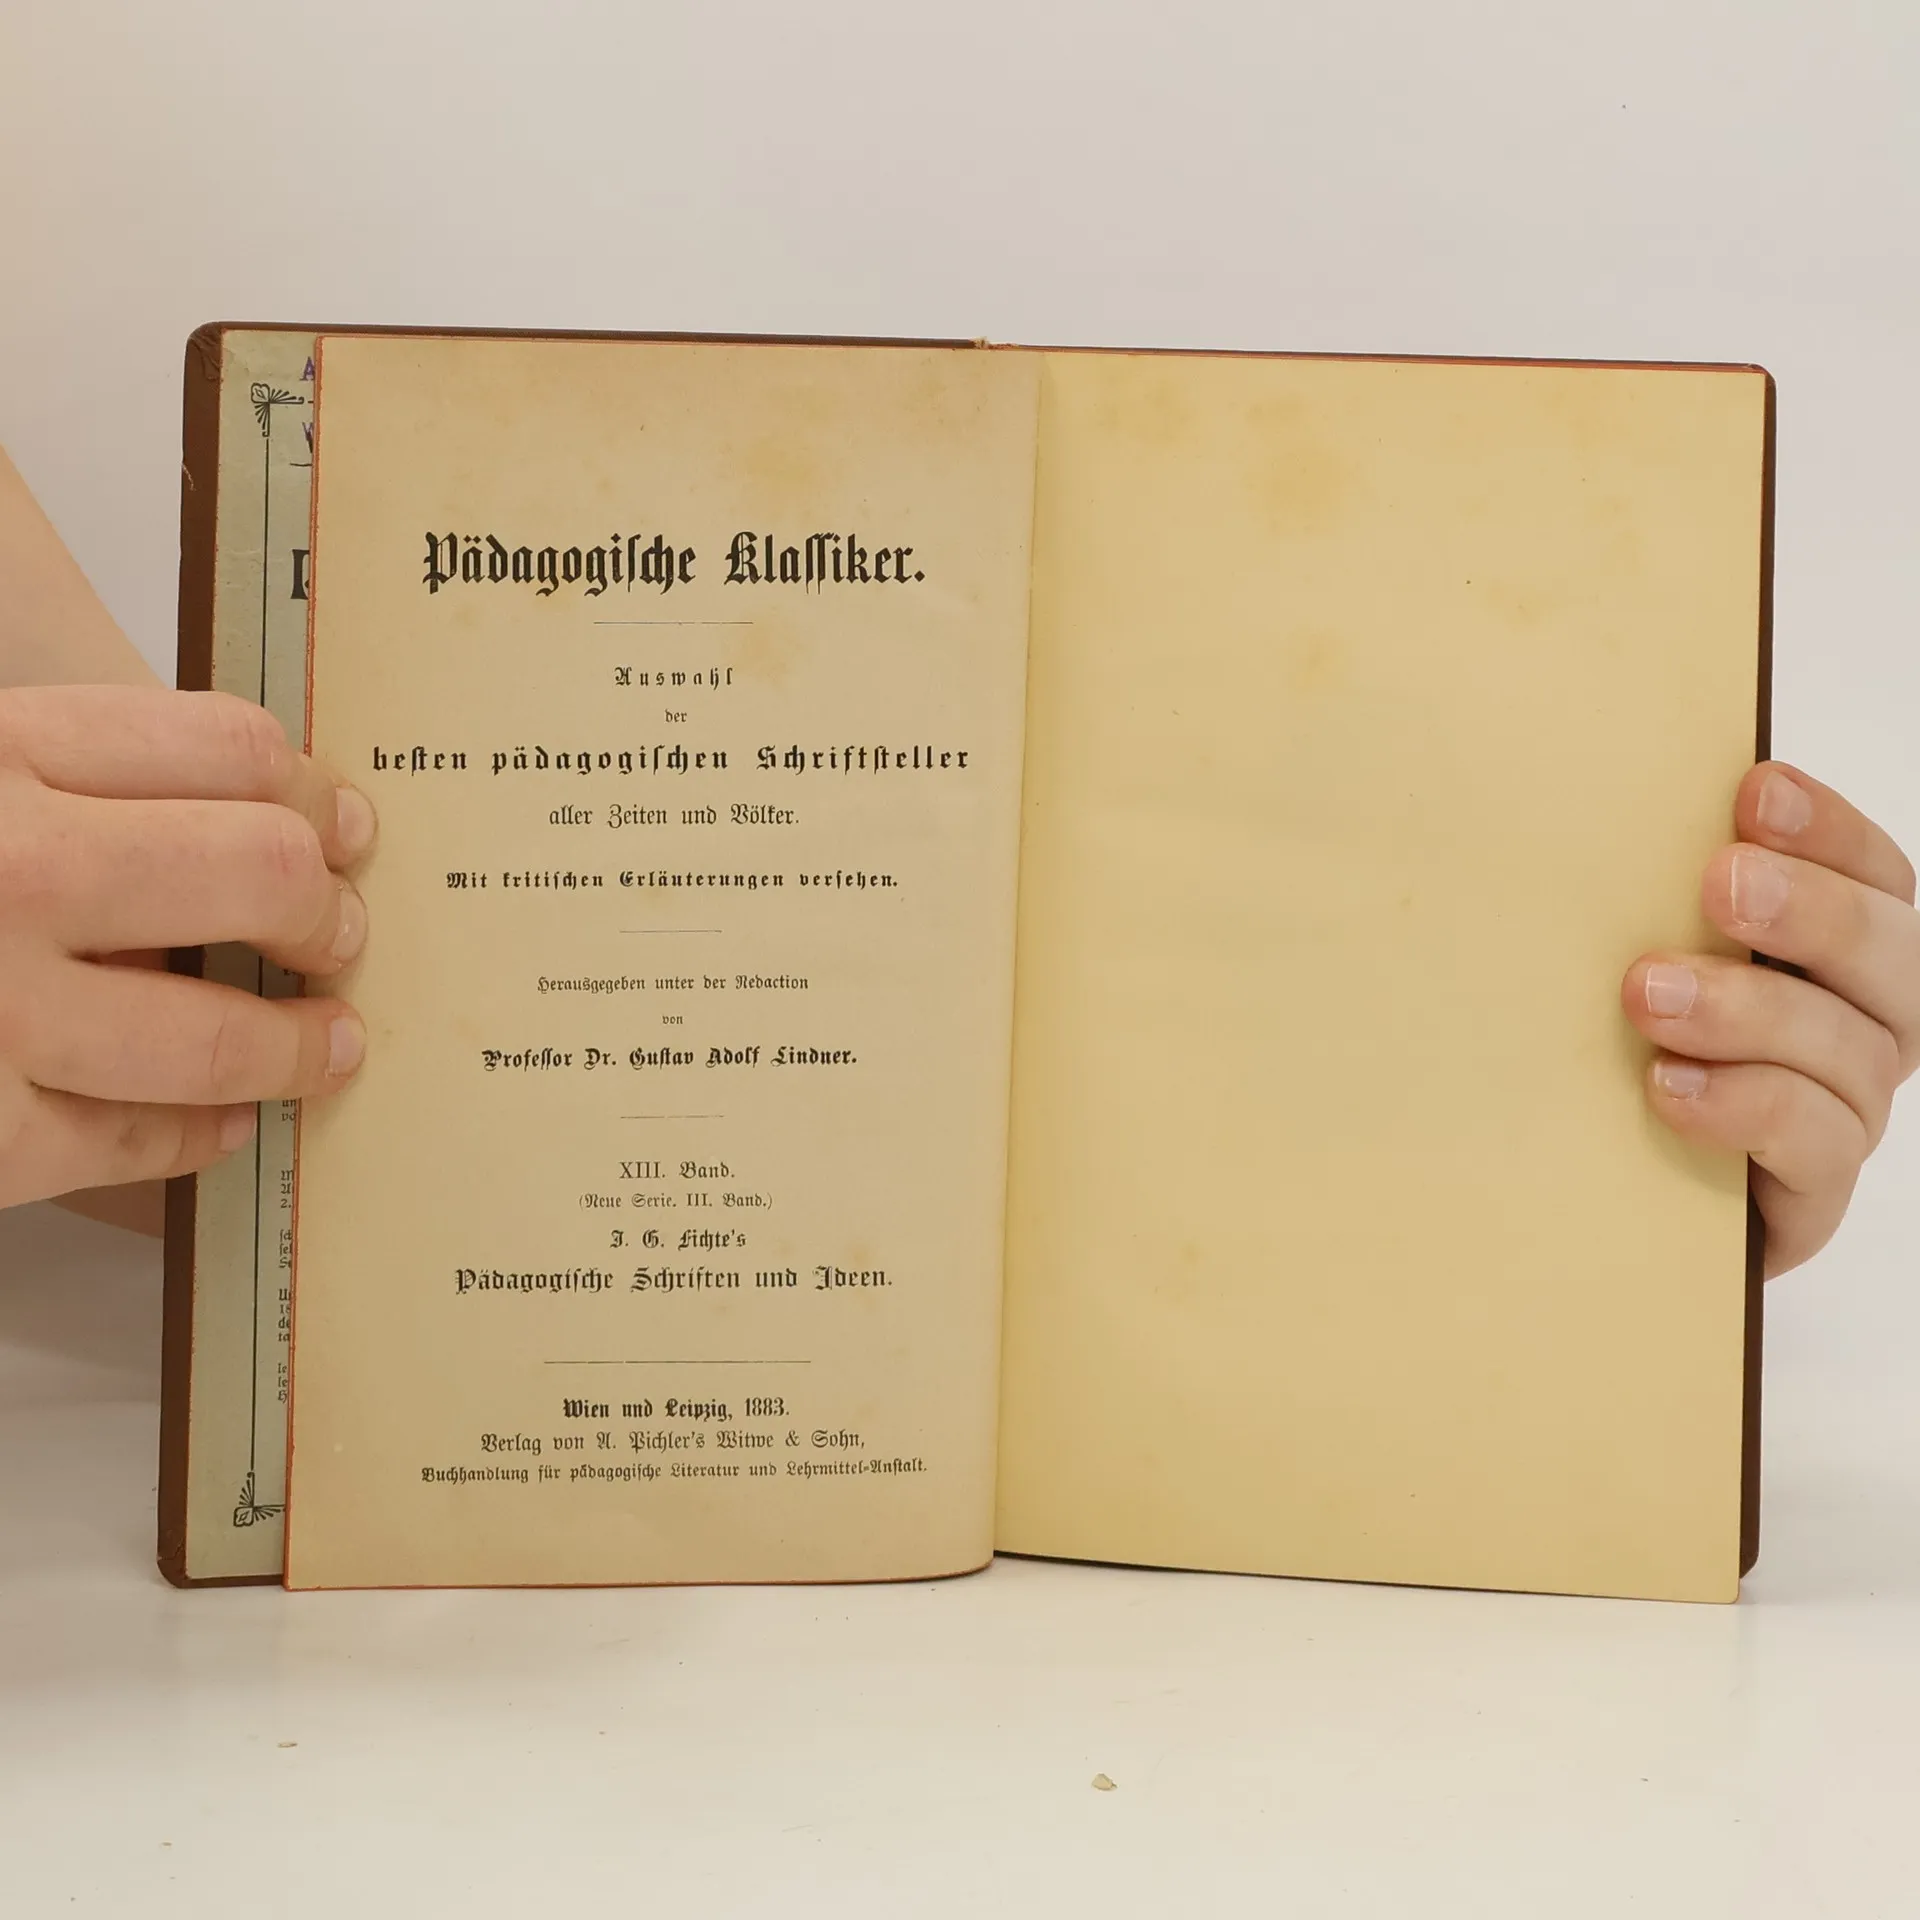 Pädagogische Klassiker.
Auswahl
der
besten pädagogischen Schriftsteller
aller Zeiten und Völker.
Mit kritischen Erläuterungen versehen.
Herausgegeben unter der Redaction
von
Professor Dr. Gustav Adolf Lindner.
XIII. Band.
(Neue Serie. III. Band.)
J. G. Fichte's
Pädagogische Schriften und Ideen.
Wien und Leipzig, 1883.
Verlag von A. Pichler's Witwe & Sohn,
Buchhandlung für pädagogische Literatur und Lehrmittel-Anstalt.